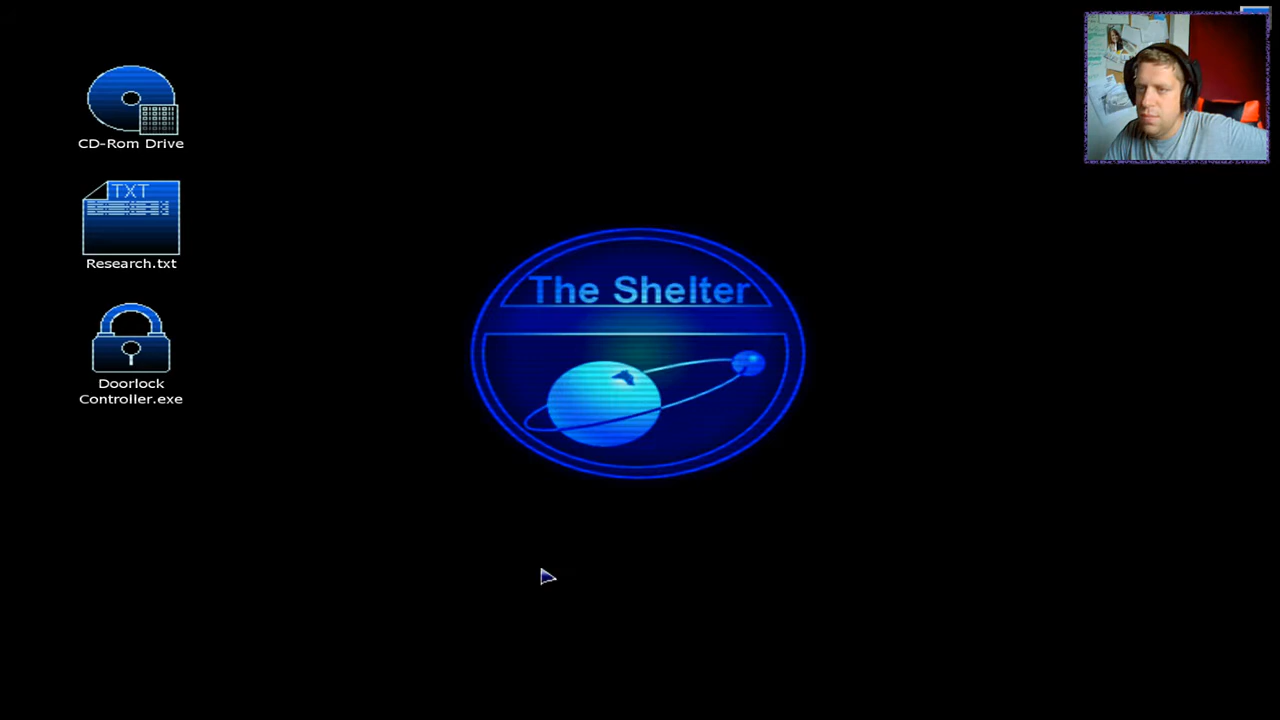 CD-Rom Drive
TXT
Research.txt
Doorlock
Controller.exe
The Shelter